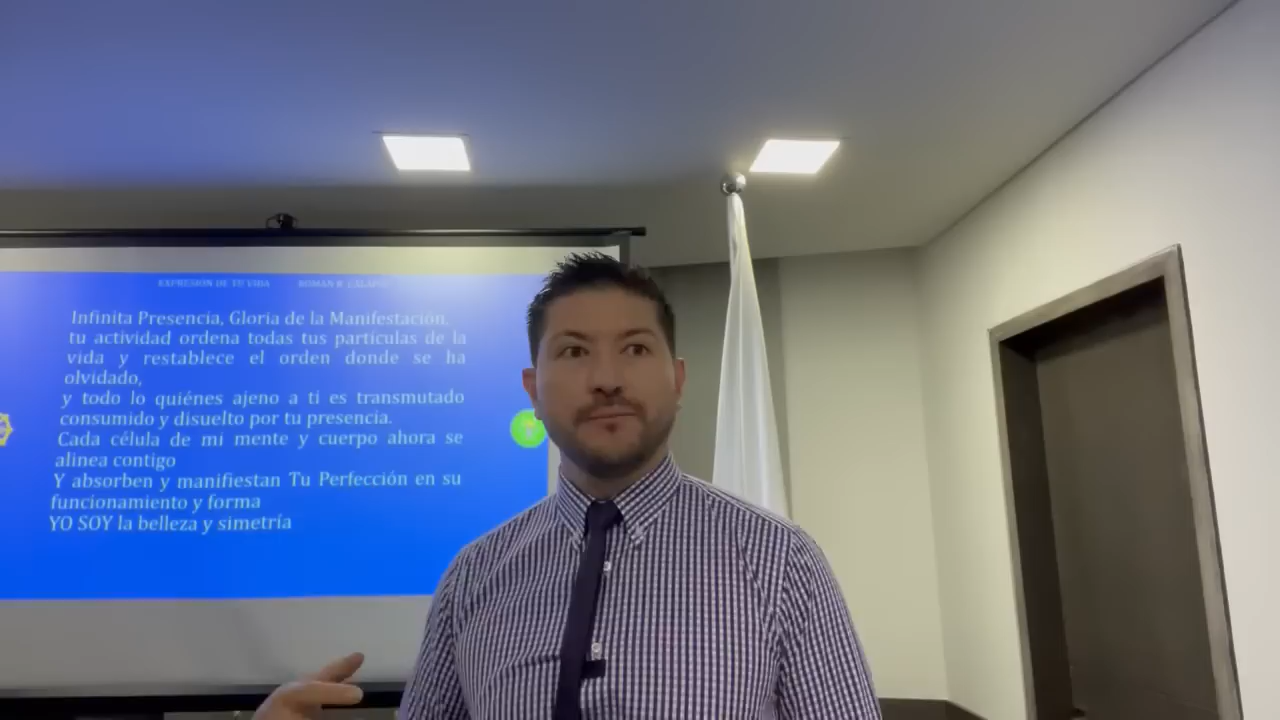 EXPRESIÓN DE TU VIDA ROMAN R
Infinita Presencia, Gloria de la Manifestación,
tu actividad ordena todas tus partículas de la
vida y restablece el orden donde se ha
olvidado,
y todo lo quiénes ajeno a ti es transmutado
consumido y disuelto por tu presencia.
Cada célula de mi mente y cuerpo ahora se
alinea contigo
Y absorben y manifiestan Tu Perfección en su
funcionamiento y forma
YO SOY la belleza y simetría